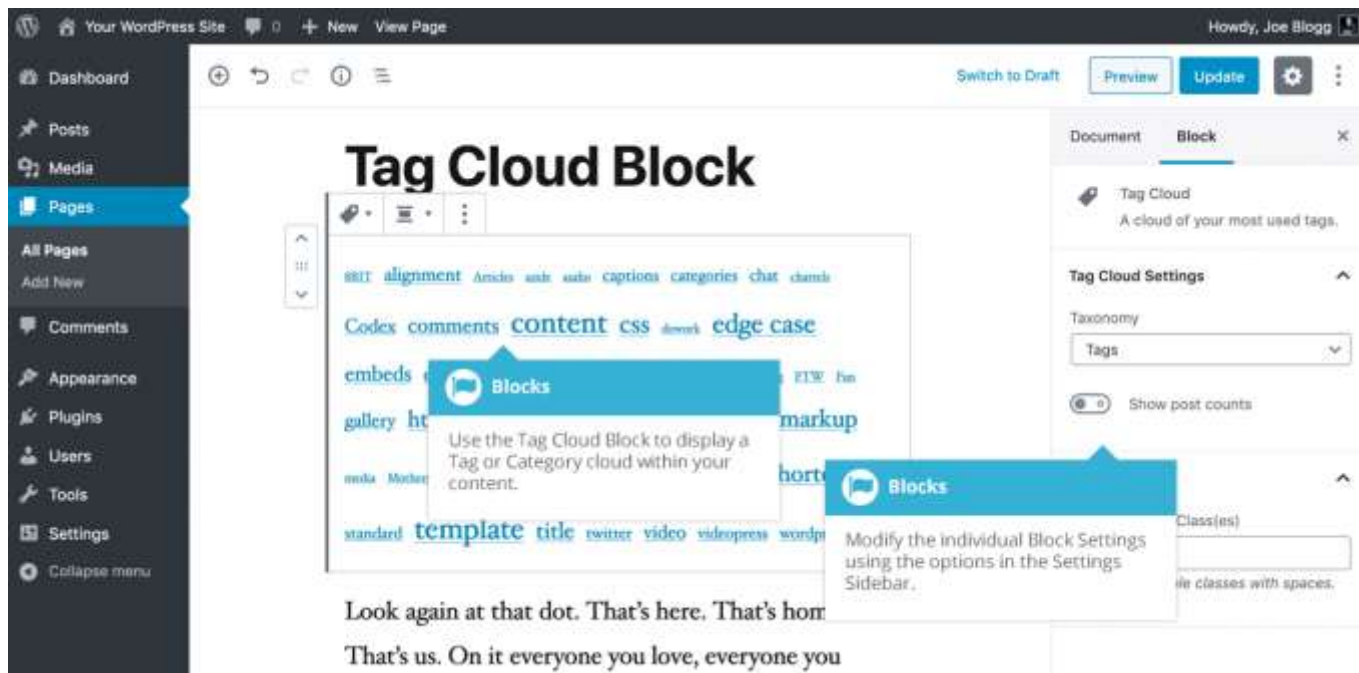 Your WordPress Site 0 + New View Page
Howdy, Joe Blogg
Dashboard
Posts
Media
Pages
All Pages
Add New
Comments
Appearance
Plugins
Users
Tools
Settings
Collapse menu
Switch to Draft
Preview
Update
Tag Cloud Block
8BIT alignment Articles audio captions categories chat
Codex comments content css edge case
embeds FTW Fun
gallery markup
media
standard template title twitter video videopress
Blocks
Use the Tag Cloud Block to display a
Tag or Category cloud within your
content.
Look again at that dot. That's here. That's hom
That's us. On it everyone you love, everyone you
Document Block
Tag Cloud
A cloud of your most used tags.
Tag Cloud Settings
Taxonomy
Tags
Show post counts
Blocks
Modify the individual Block Settings
using the options in the Settings
Sidebar.
Class(es)
classes with spaces.